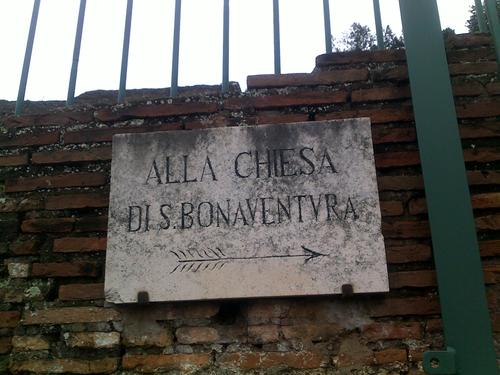 ALLA CHIESA
DI S. BONAVENTVRA